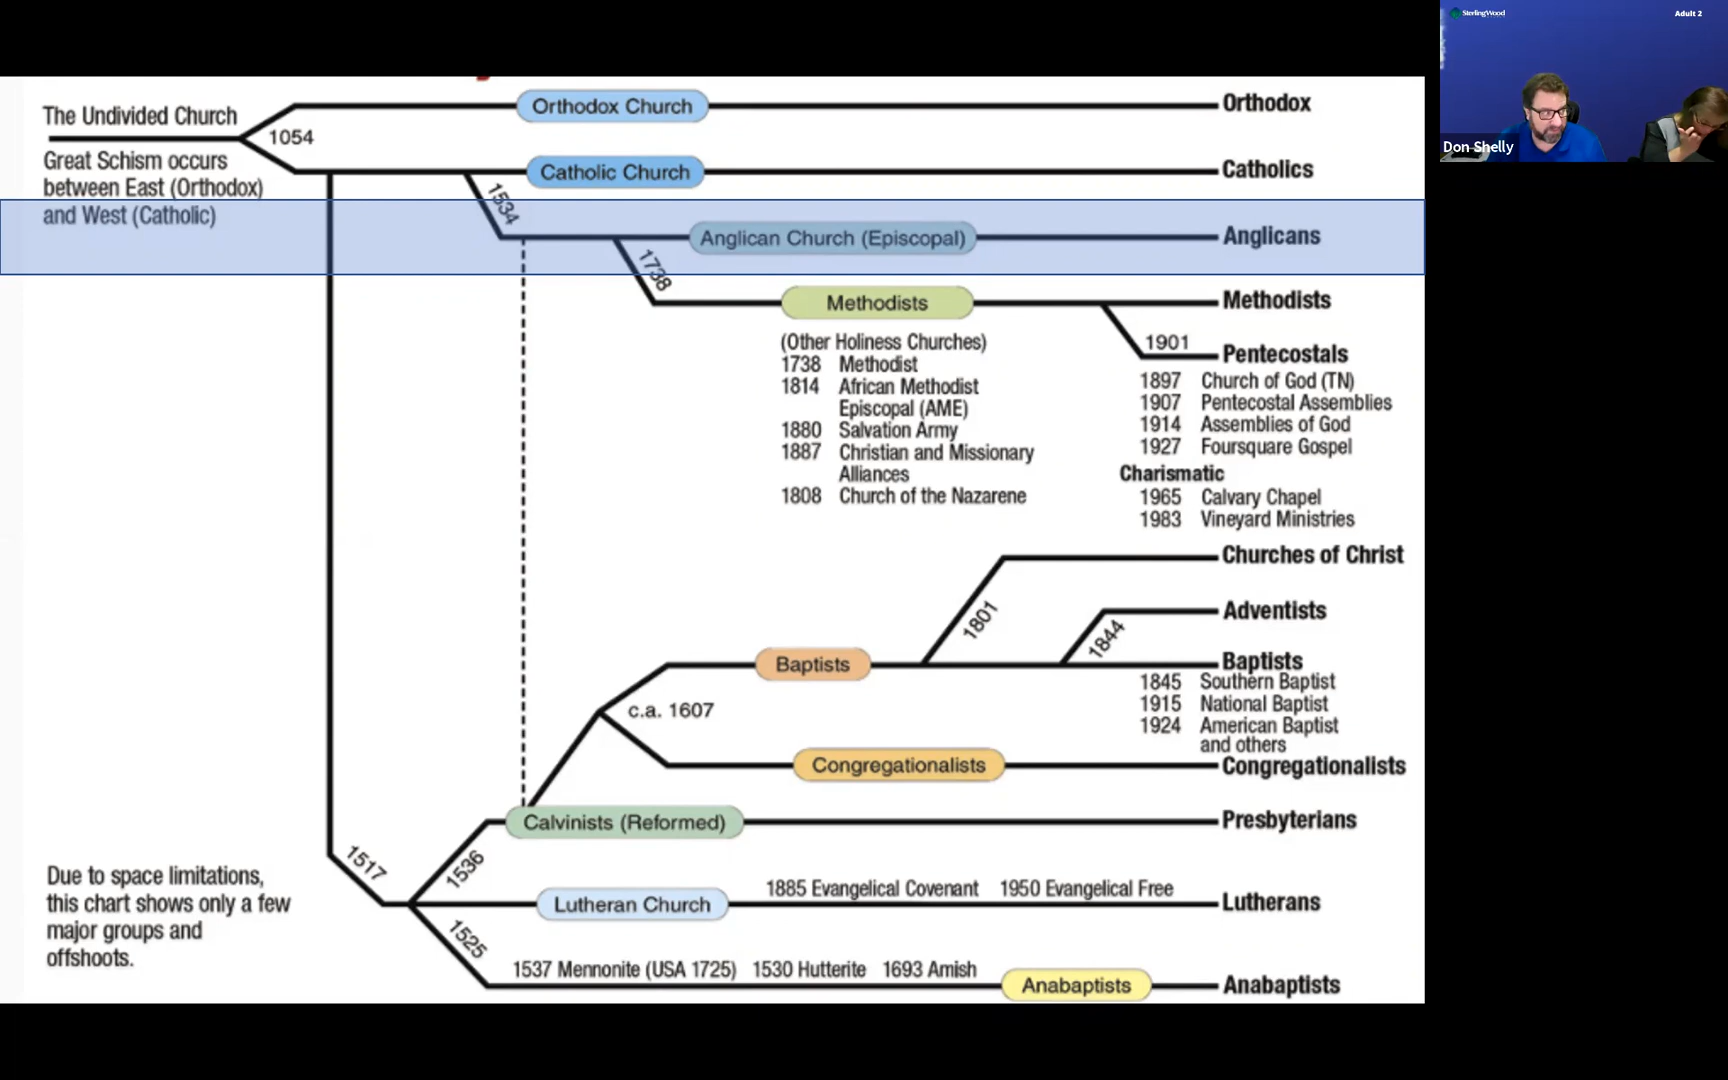 SterlingWood
Adult 2
Don Shelly
The Undivided Church
1054
Great Schism occurs
between East (Orthodox)
and West (Catholic)
Orthodox Church
Orthodox
Catholic Church
Catholics
1534
Anglican Church (Episcopal)
Anglicans
1738
Methodists
Methodists
(Other Holiness Churches)
1738 Methodist
1814 African Methodist
Episcopal (AME)
1880 Salvation Army
1887 Christian and Missionary
Alliances
1808 Church of the Nazarene
1901
Pentecostals
1897 Church of God (TN)
1907 Pentecostal Assemblies
1914 Assemblies of God
1927 Foursquare Gospel
Charismatic
1965 Calvary Chapel
1983 Vineyard Ministries
Churches of Christ
1801
Adventists
1844
Baptists
Baptists
1845 Southern Baptist
1915 National Baptist
1924 American Baptist
and others
c.a. 1607
Congregationalists
Congregationalists
Calvinists (Reformed)
Presbyterians
1517
1536
Due to space limitations,
this chart shows only a few
major groups and
offshoots.
1885 Evangelical Covenant 1950 Evangelical Free
Lutheran Church
Lutherans
1525
1537 Mennonite (USA 1725) 1530 Hutterite 1693 Amish
Anabaptists
Anabaptists